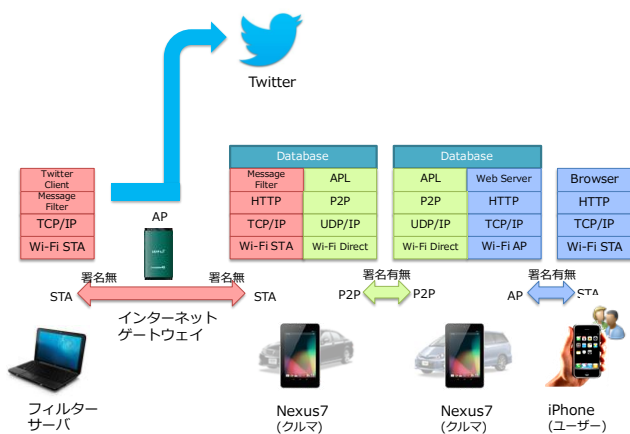 Twitter
Database
Database
Twitter
Client
Message
Filter
TCP/IP
Wi-Fi STA
AP
Message
Filter
HTTP
TCP/IP
Wi-Fi STA
APL
P2P
UDP/IP
Wi-Fi Direct
APL
P2P
UDP/IP
Wi-Fi Direct
Web Server
HTTP
TCP/IP
Wi-Fi AP
Browser
HTTP
TCP/IP
Wi-Fi STA
署名無
署名無
署名有無
署名有無
STA
STA
P2P
P2P
AP
STA
インターネット
ゲートウェイ
フィルター
サーバ
Nexus7
(クルマ)
Nexus7
(クルマ)
iPhone
(ユーザー)